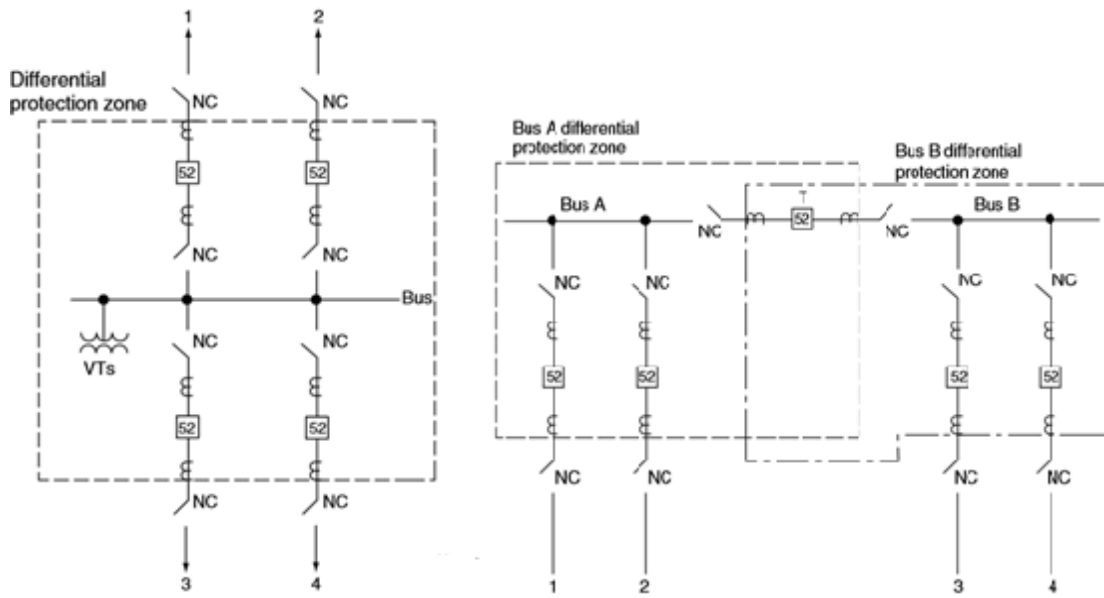 1
2
Differential
protection zone
NC
NC
52
52
NC
NC
Bus
VTs
NC
NC
52
52
NC
NC
3
4
Bus A differential
protection zone
Bus B differential
protection zone
Bus A
T
52
NC
NC
Bus B
NC
NC
NC
NC
52
52
52
52
NC
NC
NC
NC
1
2
3
4